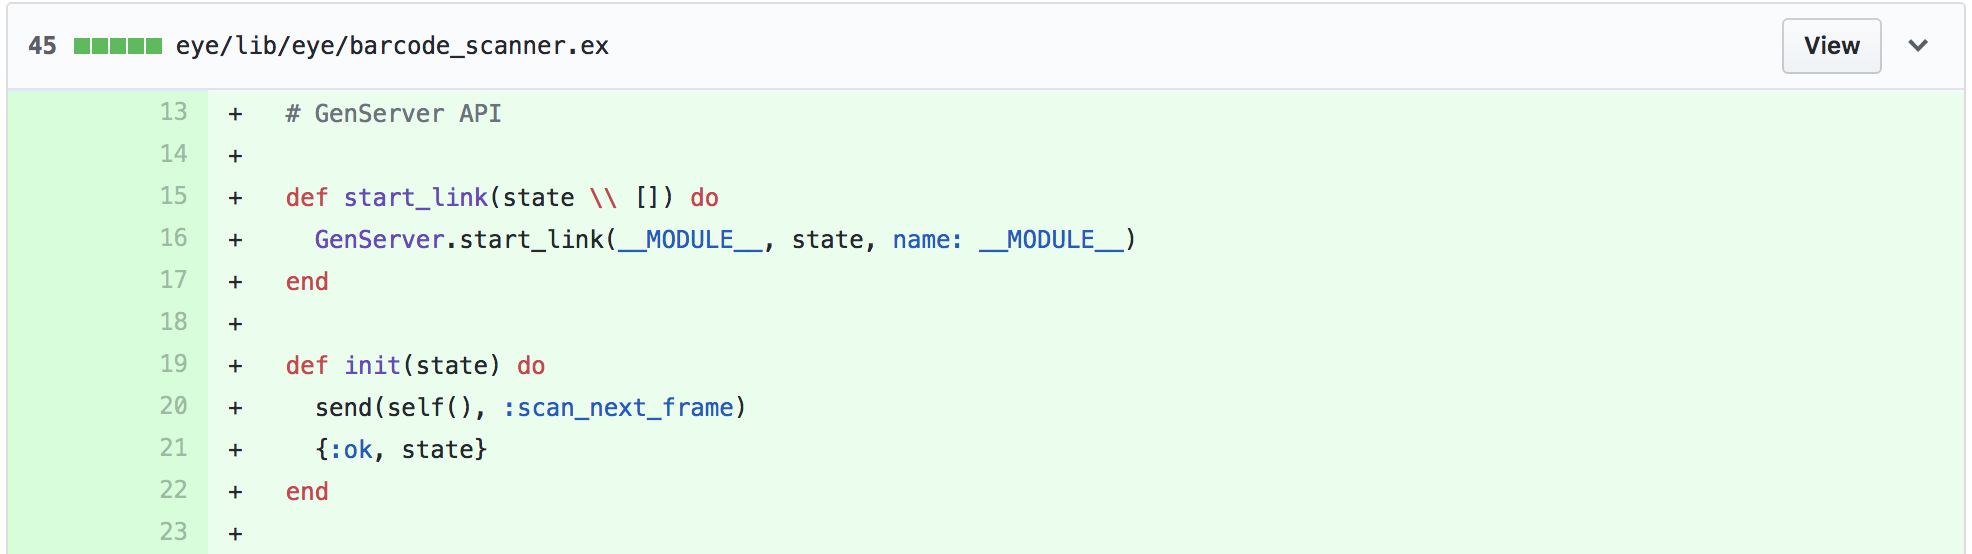 45 eye/lib/eye/barcode_scanner.ex View
13 + # GenServer API
14 +
15 + def start_link(state \\ []) do
16 + GenServer.start_link(__MODULE__, state, name: __MODULE__)
17 + end
18 +
19 + def init(state) do
20 + send(self(), :scan_next_frame)
21 + {:ok, state}
22 + end
23 +